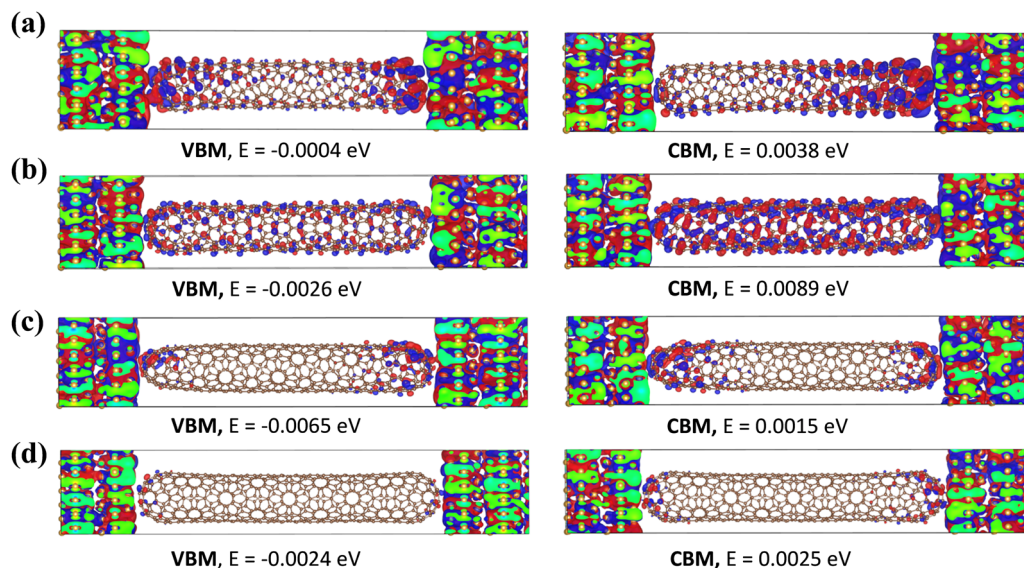 (a)
VBM, E = -0.0004 eV
CBM, E = 0.0038 eV
(b)
VBM, E = -0.0026 eV
CBM, E = 0.0089 eV
(c)
VBM, E = -0.0065 eV
CBM, E = 0.0015 eV
(d)
VBM, E = -0.0024 eV
CBM, E = 0.0025 eV